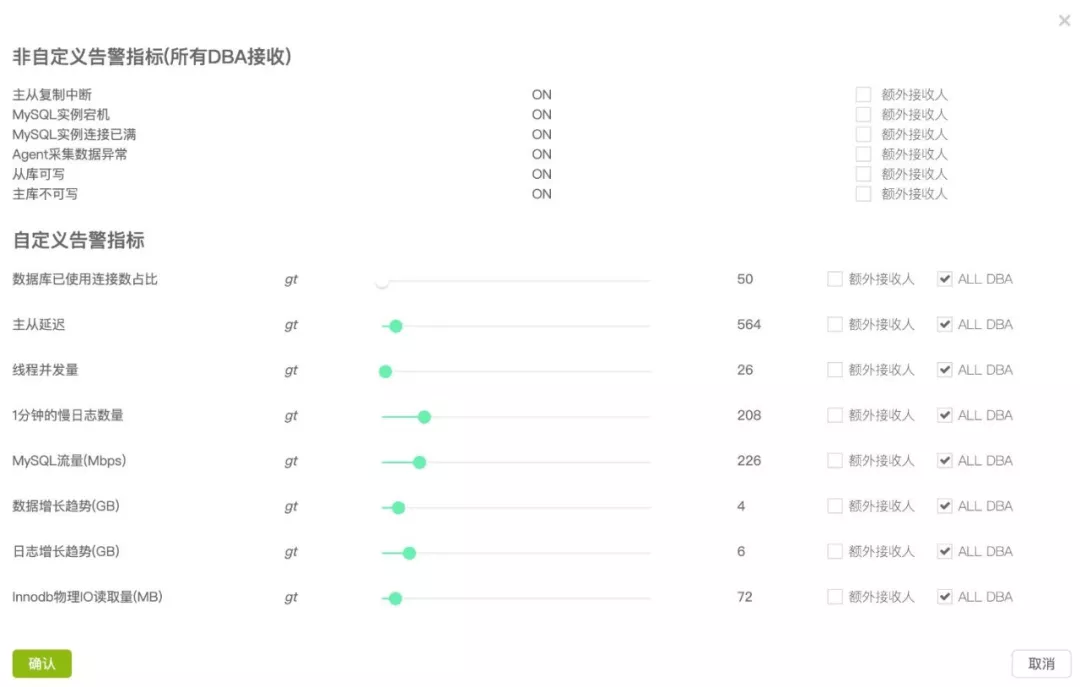 非自定义告警指标(所有DBA接收)
主从复制中断 ON 额外接收人
MySQL实例宕机 ON 额外接收人
MySQL实例连接已满 ON 额外接收人
Agent采集数据异常 ON 额外接收人
从库可写 ON 额外接收人
主库不可写 ON 额外接收人
自定义告警指标
数据库已使用连接数占比 gt 50 额外接收人 ALL DBA
主从延迟 gt 564 额外接收人 ALL DBA
线程并发量 gt 26 额外接收人 ALL DBA
1分钟的慢日志数量 gt 208 额外接收人 ALL DBA
MySQL流量(Mbps) gt 226 额外接收人 ALL DBA
数据增长趋势(GB) gt 4 额外接收人 ALL DBA
日志增长趋势(GB) gt 6 额外接收人 ALL DBA
Innodb物理IO读取量(MB) gt 72 额外接收人 ALL DBA
确认 取消